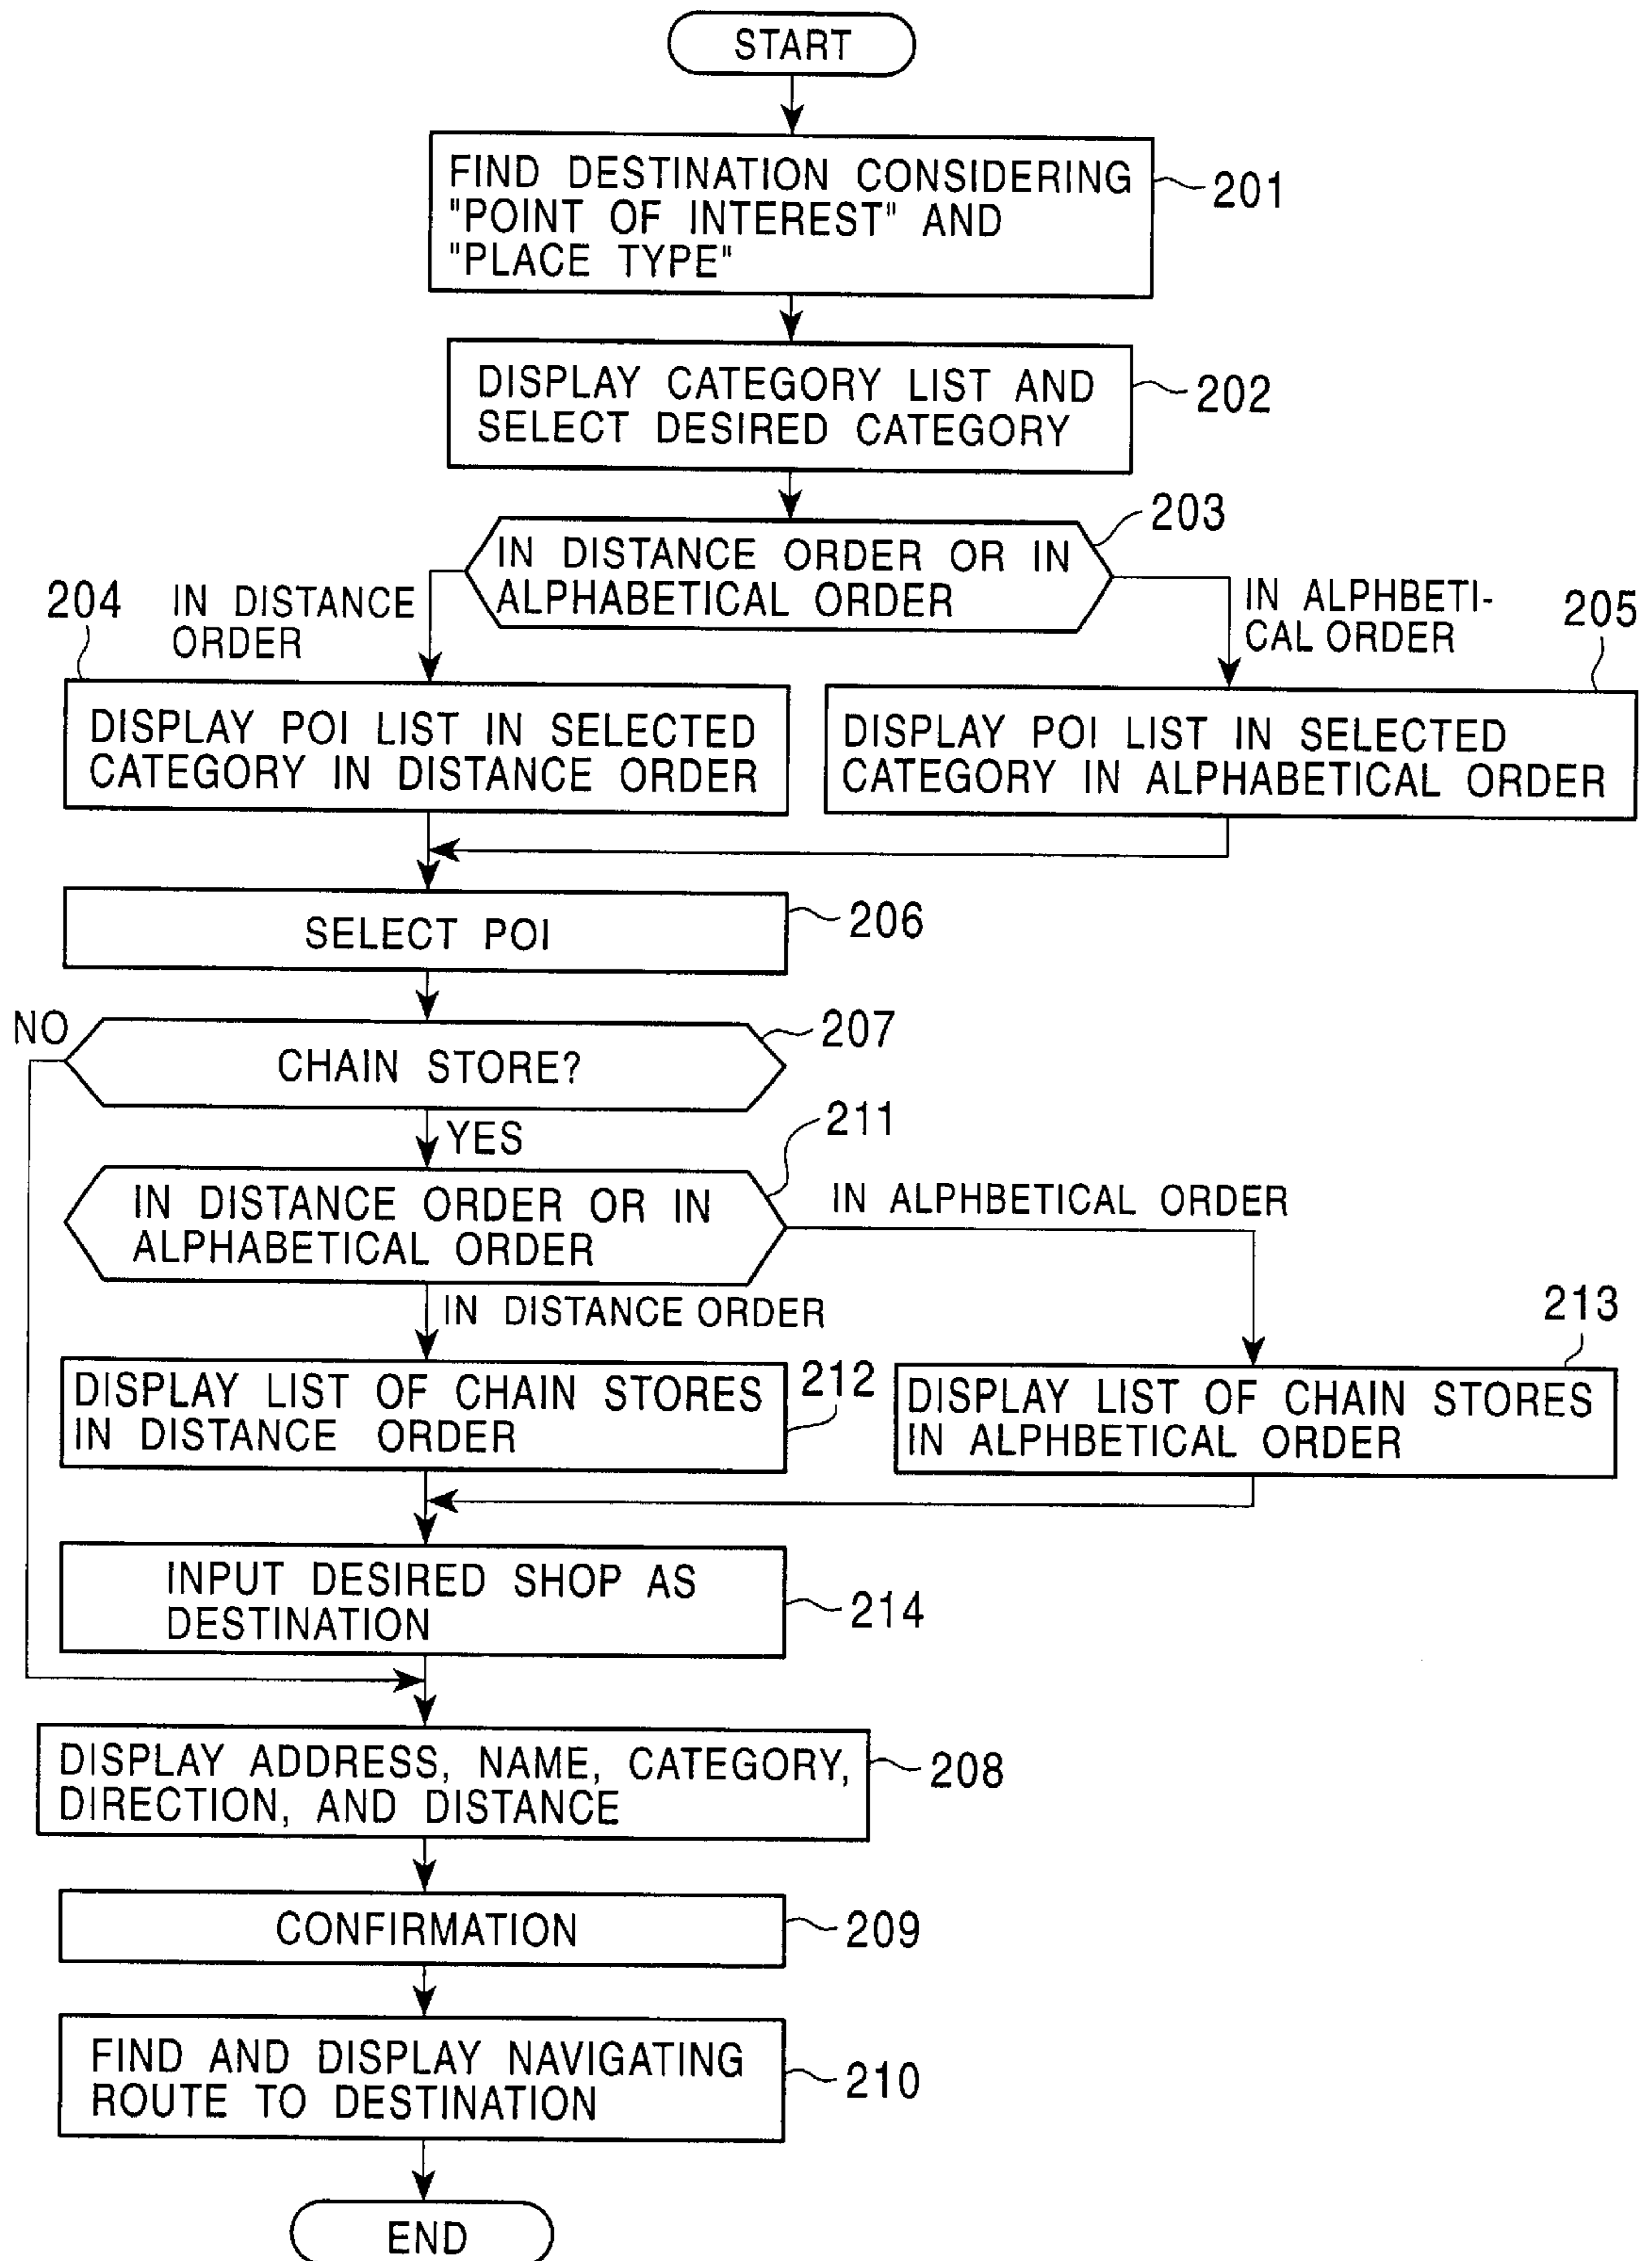 START
FIND DESTINATION CONSIDERING
"POINT OF INTEREST" AND
"PLACE TYPE"
201
DISPLAY CATEGORY LIST AND
SELECT DESIRED CATEGORY
202
203
IN DISTANCE ORDER OR IN
ALPHABETICAL ORDER
204
IN DISTANCE
ORDER
IN ALPHBETI-
CAL ORDER
205
DISPLAY POI LIST IN SELECTED
CATEGORY IN DISTANCE ORDER
DISPLAY POI LIST IN SELECTED
CATEGORY IN ALPHABETICAL ORDER
SELECT POI
206
NO
CHAIN STORE?
207
YES
211
IN DISTANCE ORDER OR IN
ALPHABETICAL ORDER
IN ALPHBETICAL ORDER
IN DISTANCE ORDER
213
DISPLAY LIST OF CHAIN STORES
IN DISTANCE ORDER
212
DISPLAY LIST OF CHAIN STORES
IN ALPHBETICAL ORDER
INPUT DESIRED SHOP AS
DESTINATION
214
DISPLAY ADDRESS, NAME, CATEGORY,
DIRECTION, AND DISTANCE
208
CONFIRMATION
209
FIND AND DISPLAY NAVIGATING
ROUTE TO DESTINATION
210
END